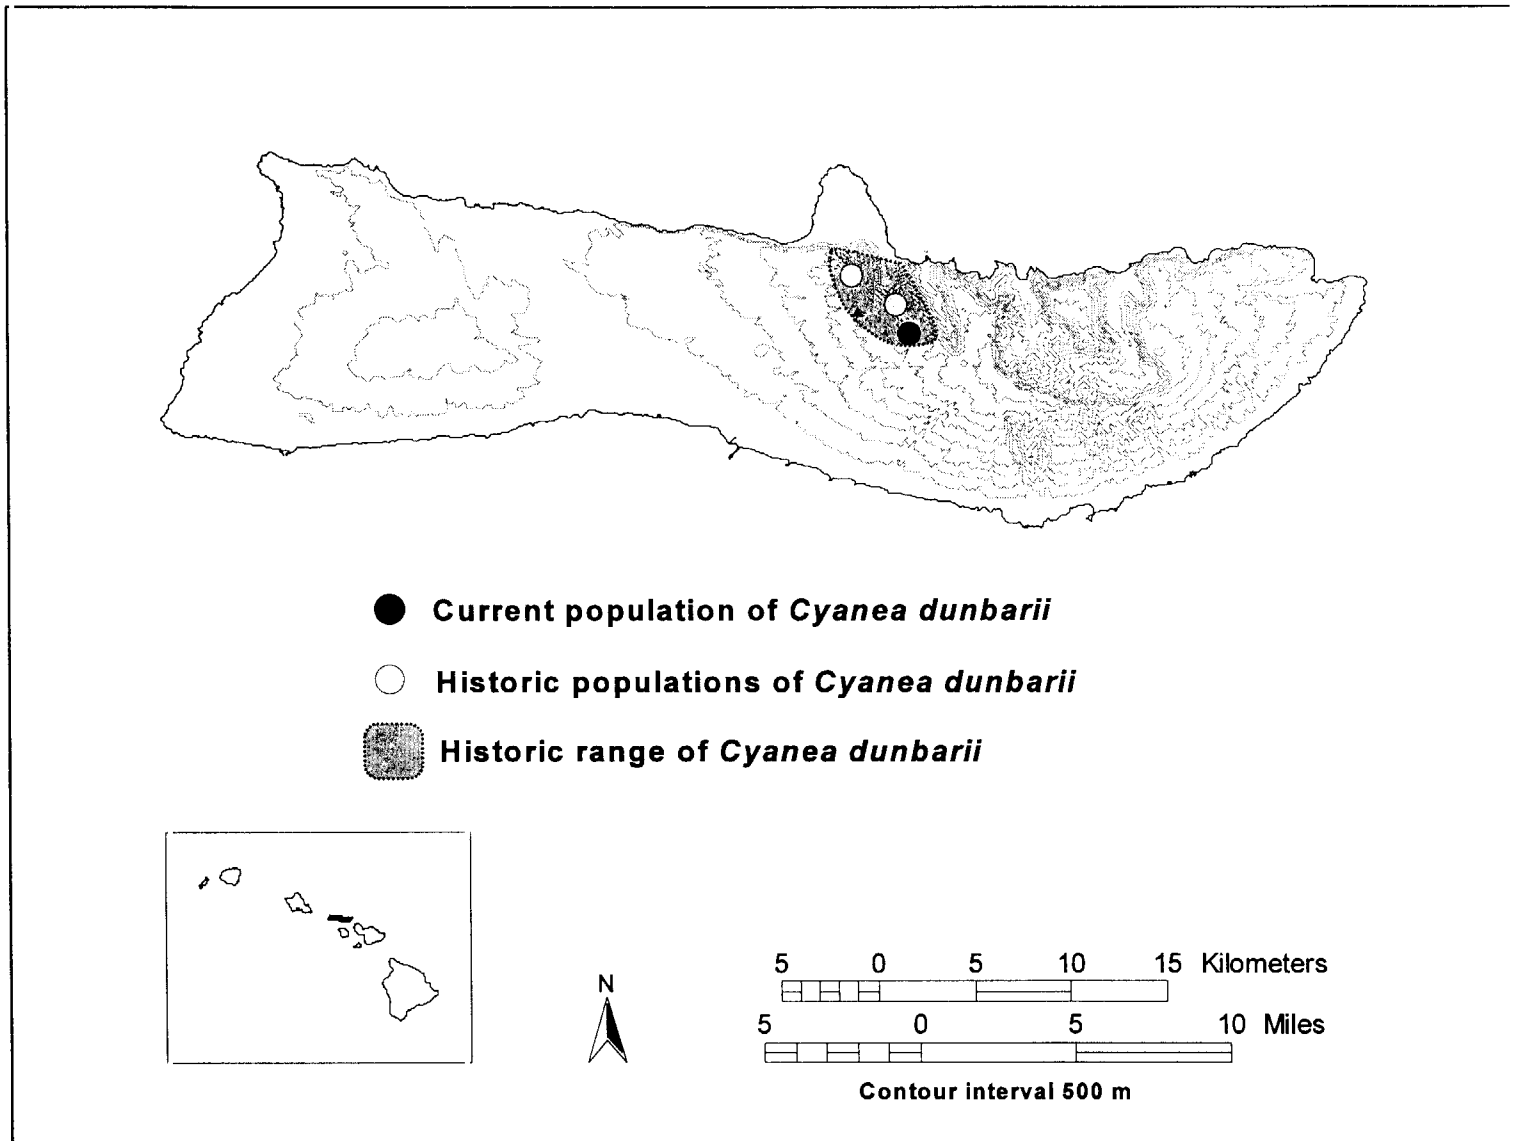 Current population of Cyanea dunbarii
Historic populations of Cyanea dunbarii
Historic range of Cyanea dunbarii
N
5 0 5 10 15 Kilometers
5 0 5 10 Miles
Contour interval 500 m